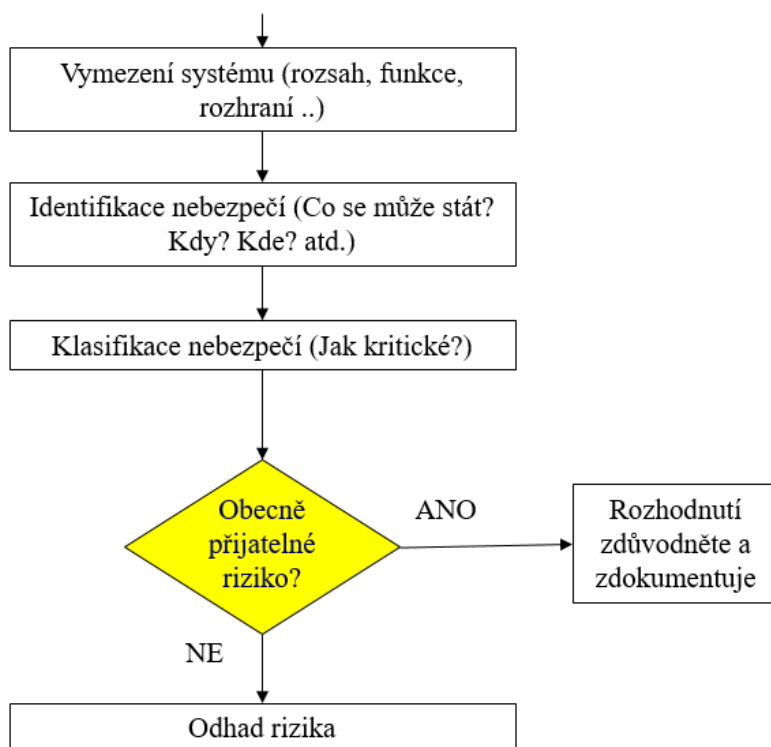 Vymezení systému (rozsah, funkce,
rozhraní ..)
Identifikace nebezpečí (Co se může stát?
Kdy? Kde? atd.)
Klasifikace nebezpečí (Jak kritické?)
Obecně
přijatelné
riziko?
ANO
Rozhodnutí
zdůvodněte a
zdokumentuje
NE
Odhad rizika